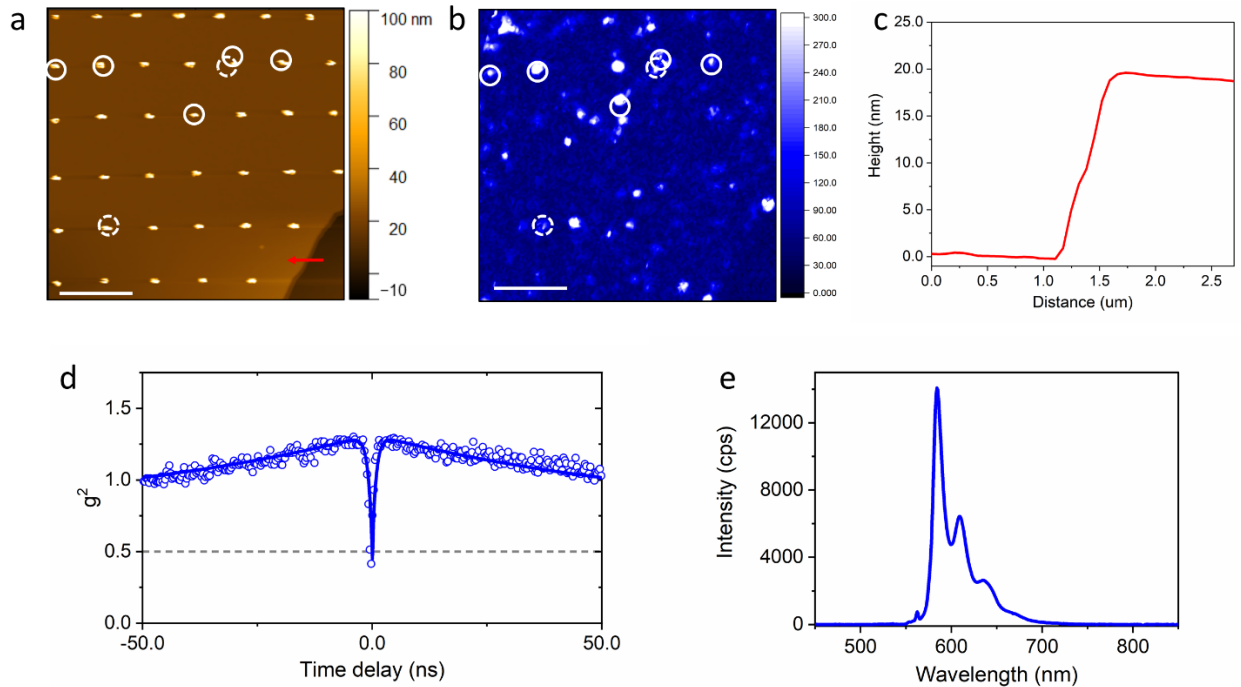 a
100 nm
80
60
40
20
−10
b
300.0
270.0
240.0
210.0
180.0
150.0
120.0
90.00
60.00
30.00
0.000
c
25.0
20.0
15.0
10.0
5.0
0.0
Height (nm)
0.0 0.5 1.0 1.5 2.0 2.5
Distance (um)
d
1.5
1.0
0.5
0.0
g²
-50.0 0.0 50.0
Time delay (ns)
e
12000
8000
4000
0
Intensity (cps)
500 600 700 800
Wavelength (nm)